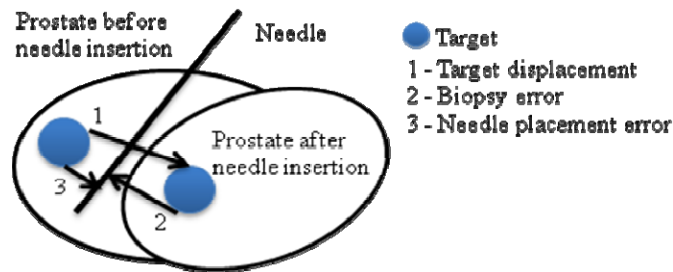 Prostate before
needle insertion
Needle
Target
1 - Target displacement
2 - Biopsy error
3 - Needle placement error
1
Prostate after
needle insertion
3
2